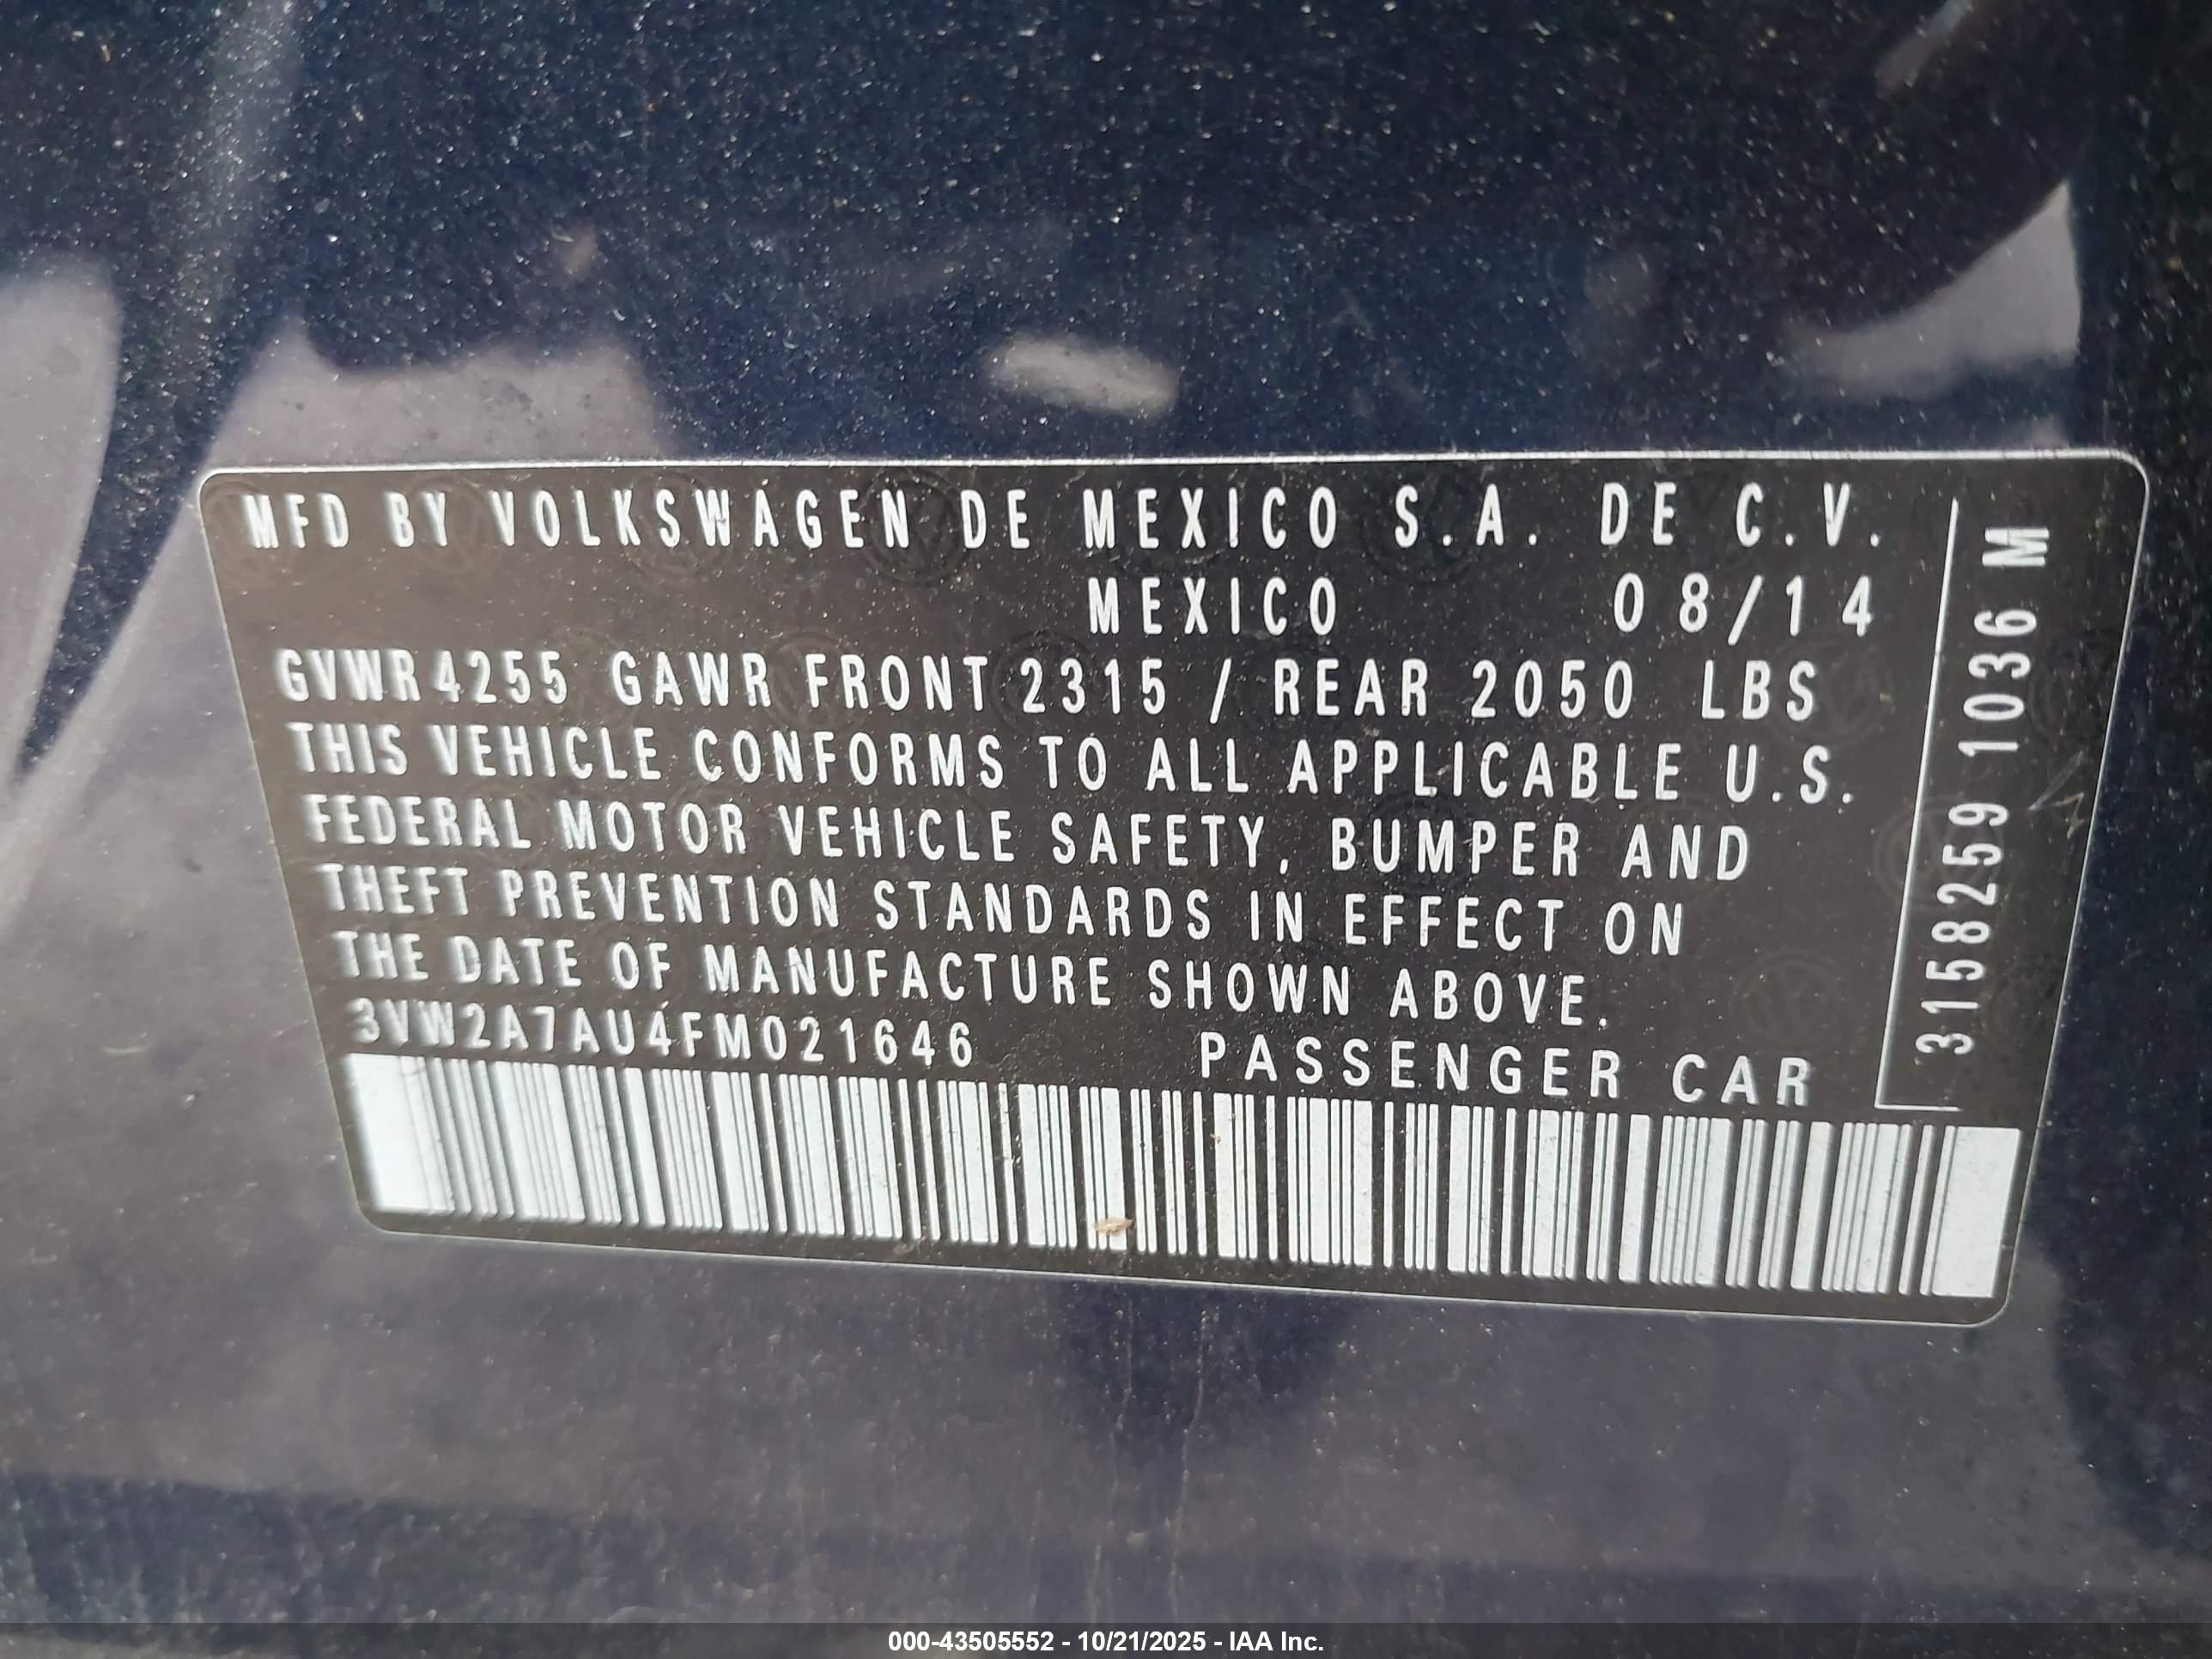 MFD BY VOLKSWAGEN DE MEXICO S.A. DE C.V.
MEXICO 08/14
GVWR 4255 GAWR FRONT 2315 / REAR 2050 LBS
THIS VEHICLE CONFORMS TO ALL APPLICABLE U.S.
FEDERAL MOTOR VEHICLE SAFETY, BUMPER AND
THEFT PREVENTION STANDARDS IN EFFECT ON
THE DATE OF MANUFACTURE SHOWN ABOVE.
3VW2A7AU4FM021646 PASSENGER CAR
3158259 1036 M
000-43505552 - 10/21/2025 - IAA Inc.